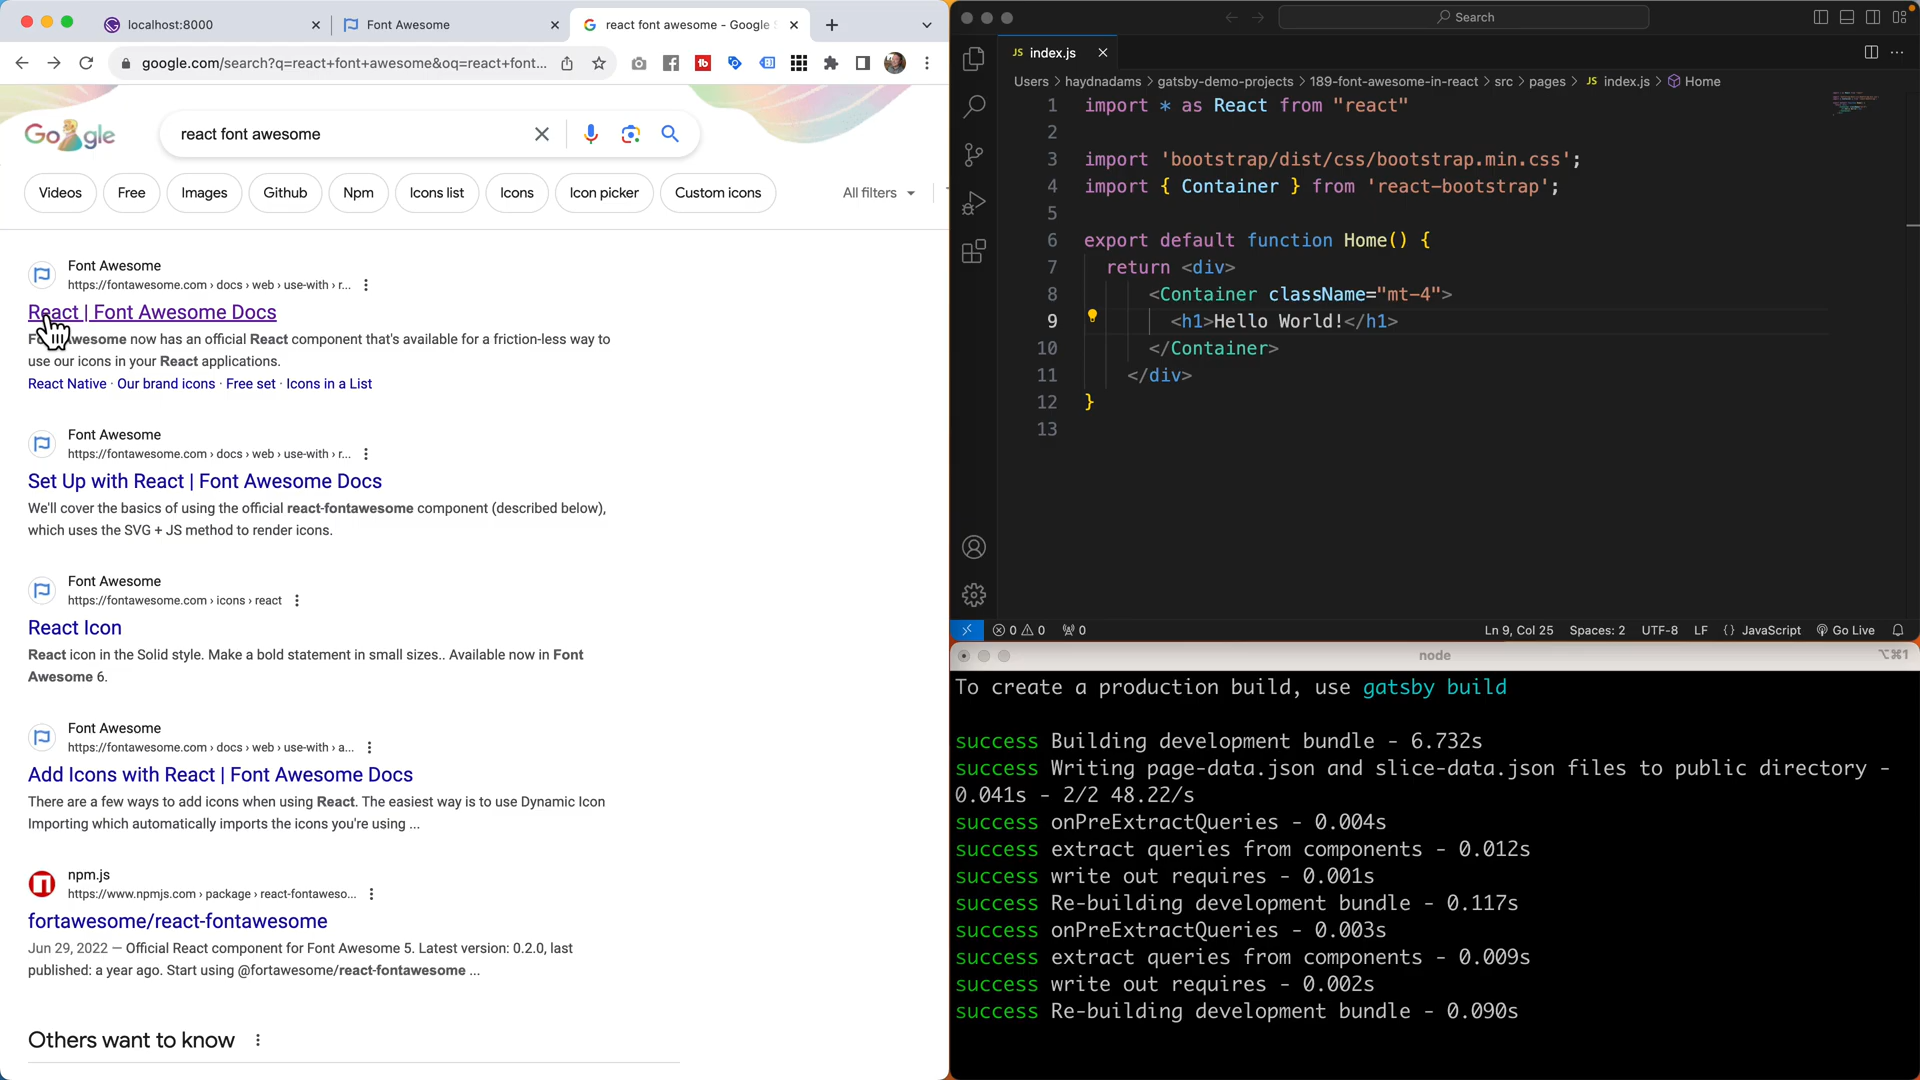 localhost:8000
Font Awesome
react font awesome - Google S
google.com/search?q=react+font+awesome&oq=react+font...
Google
react font awesome
Videos
Free
Images
Github
Npm
Icons list
Icons
Icon picker
Custom icons
All filters
Font Awesome
https://fontawesome.com › docs › web › use-with › r...
React | Font Awesome Docs
Font Awesome now has an official React component that's available for a friction-less way to
use our icons in your React applications.
React Native · Our brand icons · Free set · Icons in a List
Font Awesome
https://fontawesome.com › docs › web › use-with › r...
Set Up with React | Font Awesome Docs
We'll cover the basics of using the official react-fontawesome component (described below),
which uses the SVG + JS method to render icons.
Font Awesome
https://fontawesome.com › icons › react
React Icon
React icon in the Solid style. Make a bold statement in small sizes.. Available now in Font
Awesome 6.
Font Awesome
https://fontawesome.com › docs › web › use-with › a...
Add Icons with React | Font Awesome Docs
There are a few ways to add icons when using React. The easiest way is to use Dynamic Icon
Importing which automatically imports the icons you're using ...
npm.js
https://www.npmjs.com › package › react-fontaweso...
fortawesome/react-fontawesome
Jun 29, 2022 — Official React component for Font Awesome 5. Latest version: 0.2.0, last
published: a year ago. Start using @fortawesome/react-fontawesome ...
Others want to know
Search
JS index.js
Users > haydnadams > gatsby-demo-projects > 189-font-awesome-in-react > src > pages > JS index.js > Home
1 import * as React from "react"
2
3 import 'bootstrap/dist/css/bootstrap.min.css';
4 import { Container } from 'react-bootstrap';
5
6 export default function Home() {
7 return <div>
8 <Container className="mt-4">
9 <h1>Hello World!</h1>
10 </Container>
11 </div>
12 }
13
0 0 0
Ln 9, Col 25 Spaces: 2 UTF-8 LF {} JavaScript Go Live
node
⌥⌘1
To create a production build, use gatsby build
success Building development bundle - 6.732s
success Writing page-data.json and slice-data.json files to public directory -
0.041s - 2/2 48.22/s
success onPreExtractQueries - 0.004s
success extract queries from components - 0.012s
success write out requires - 0.001s
success Re-building development bundle - 0.117s
success onPreExtractQueries - 0.003s
success extract queries from components - 0.009s
success write out requires - 0.002s
success Re-building development bundle - 0.090s